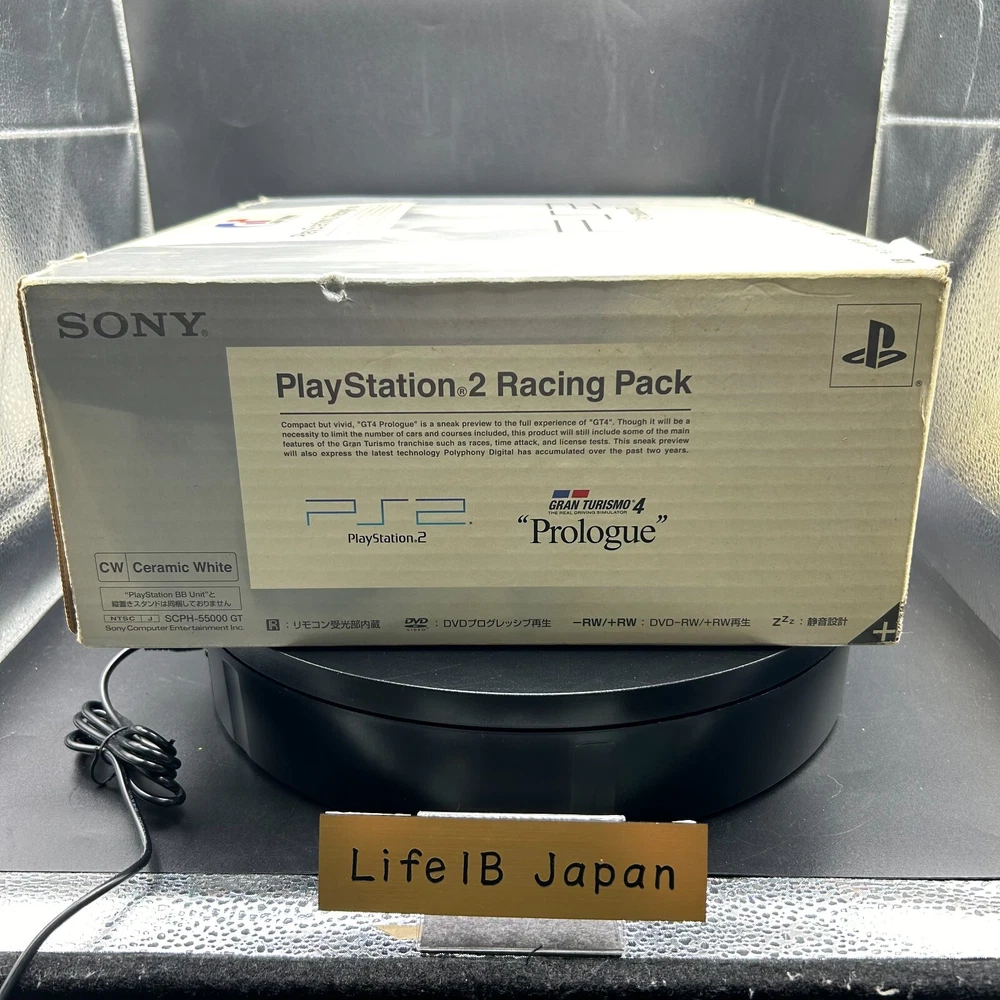 SONY®
PlayStation®2 Racing Pack
Compact but vivid, "GT4 Prologue" is a sneak preview to the full experience of "GT4". Though it will be a
necessity to limit the number of cars and courses included, this product will still include some of the main
features of the Gran Turismo franchise such as races, time attack, and license tests. This sneak preview
will also express the latest technology Polyphony Digital has accumulated over the past two years.
PS2
PlayStation®2
GRAN TURISMO 4
THE REAL DRIVING SIMULATOR
“Prologue”
CW Ceramic White
"PlayStation BB Unit"と
縦置きスタンドは同梱しておりません
NTSC J SCPH-55000 GT
Sony Computer Entertainment Inc.
R : リモコン受光部内蔵 DVD VIDEO : DVDプログレッシブ再生 −RW/+RW : DVD-RW/+RW再生 Zzz : 静音設計
Life1B Japan